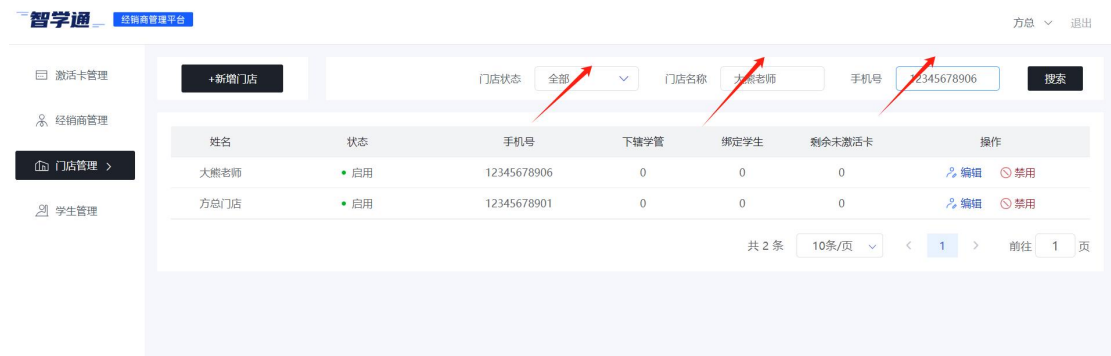 智学通 经销商管理平台 方总 退出
激活卡管理
经销商管理
门店管理
学生管理
+新增门店 门店状态 全部 门店名称 大熊老师 手机号 12345678906 搜索
姓名 状态 手机号 下辖学管 绑定学生 剩余未激活卡 操作
大熊老师 启用 12345678906 0 0 0 编辑 禁用
方总门店 启用 12345678901 0 0 0 编辑 禁用
共 2 条 10条/页 < 1 > 前往 1 页